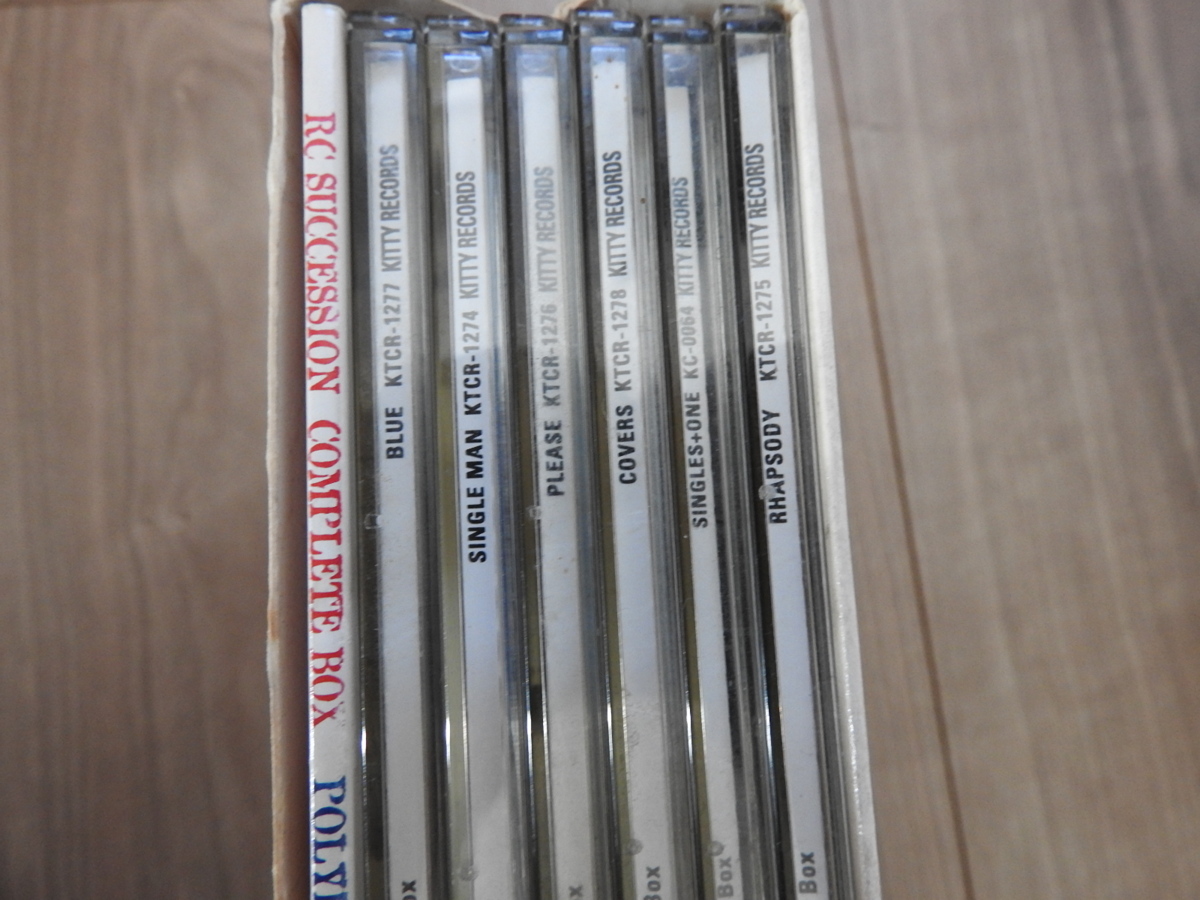 RC SUCCESSION COMPLETE BOX
BLUE KTCR-1277 KITTY RECORDS
SINGLE MAN KTCR-1274 KITTY RECORDS
PLEASE KTCR-1276 KITTY RECORDS
COVERS KTCR-1278 KITTY RECORDS
Box
SINGLES+ONE KC-0064 KITTY RECORDS
Box
RHAPSODY KTCR-1275 KITTY RECORDS
Box